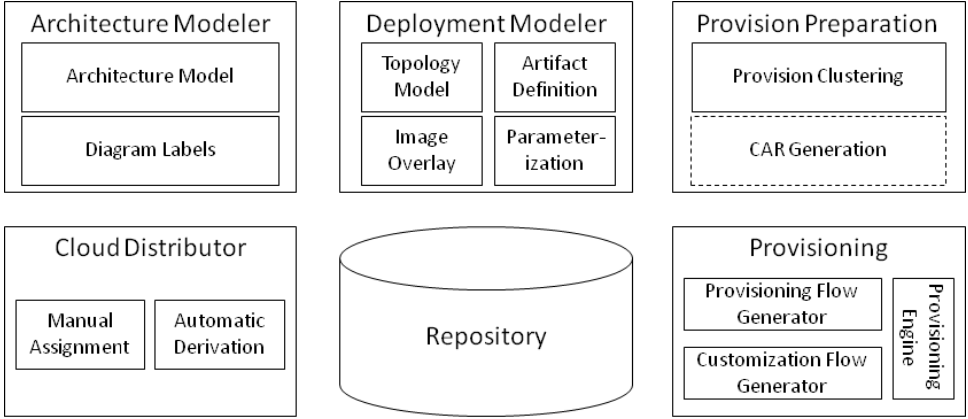 Architecture Modeler
Architecture Model
Diagram Labels
Deployment Modeler
Topology
Model
Artifact
Definition
Image
Overlay
Parameter-
ization
Provision Preparation
Provision Clustering
CAR Generation
Cloud Distributor
Manual
Assignment
Automatic
Derivation
Repository
Provisioning
Provisioning Flow
Generator
Customization Flow
Generator
Provisioning
Engine